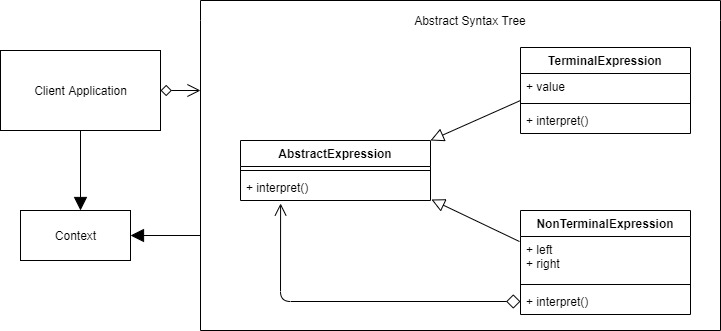 Abstract Syntax Tree
Client Application
Context
AbstractExpression
+ interpret()
TerminalExpression
+ value
+ interpret()
NonTerminalExpression
+ left
+ right
+ interpret()